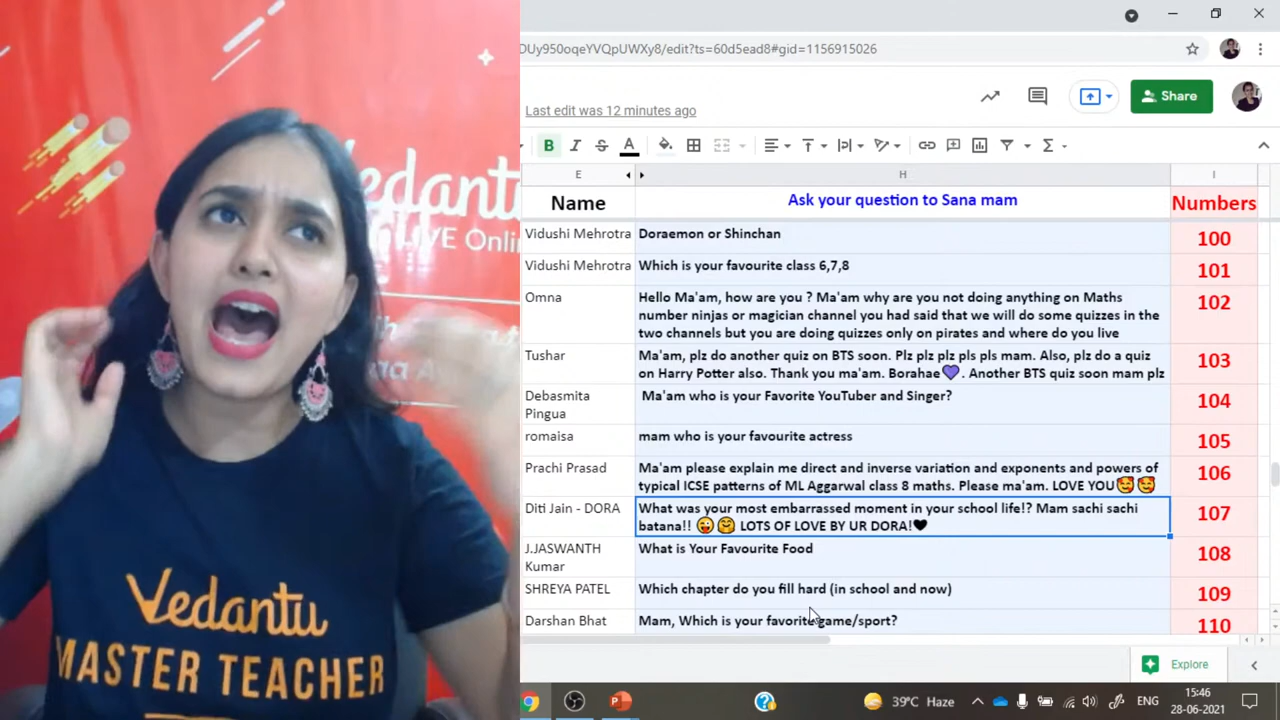 Vedantu
LIVE Onlin
Vedantu
MASTER TEACHER
DUy950oqeYVQpUWXy8/edit?ts=60d5ead8#gid=1156915026
Last edit was 12 minutes ago
Share
B I S A
E H I
Name Ask your question to Sana mam Numbers
Vidushi Mehrotra Doraemon or Shinchan 100
Vidushi Mehrotra Which is your favourite class 6,7,8 101
Omna Hello Ma'am, how are you ? Ma'am why are you not doing anything on Maths 102
number ninjas or magician channel you had said that we will do some quizzes in the
two channels but you are doing quizzes only on pirates and where do you live
Tushar Ma'am, plz do another quiz on BTS soon. Plz plz plz pls pls mam. Also, plz do a quiz 103
on Harry Potter also. Thank you ma'am. Borahae💜. Another BTS quiz soon mam plz
Debasmita Ma'am who is your Favorite YouTuber and Singer? 104
Pingua
romaisa mam who is your favourite actress 105
Prachi Prasad Ma'am please explain me direct and inverse variation and exponents and powers of 106
typical ICSE patterns of ML Aggarwal class 8 maths. Please ma'am. LOVE YOU🥰🥰
Diti Jain - DORA What was your most embarrassed moment in your school life!? Mam sachi sachi 107
batana!! 😜🤗 LOTS OF LOVE BY UR DORA!🖤
J.JASWANTH What is Your Favourite Food 108
Kumar
SHREYA PATEL Which chapter do you fill hard (in school and now) 109
Darshan Bhat Mam, Which is your favorite game/sport? 110
Explore
39°C Haze ENG 15:46
28-06-2021